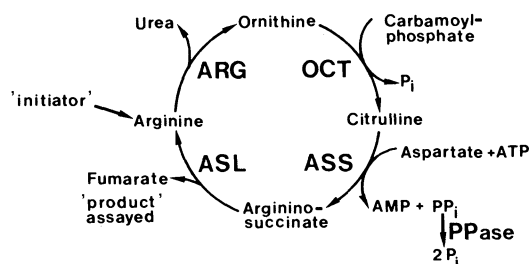 Urea
Ornithine
Carbamoyl-
phosphate
ARG
OCT
Pi
'initiator'
Arginine
Citrulline
ASL
ASS
Aspartate +ATP
Fumarate
'product'
assayed
Arginino-
succinate
AMP + PPi
PPase
2 Pi